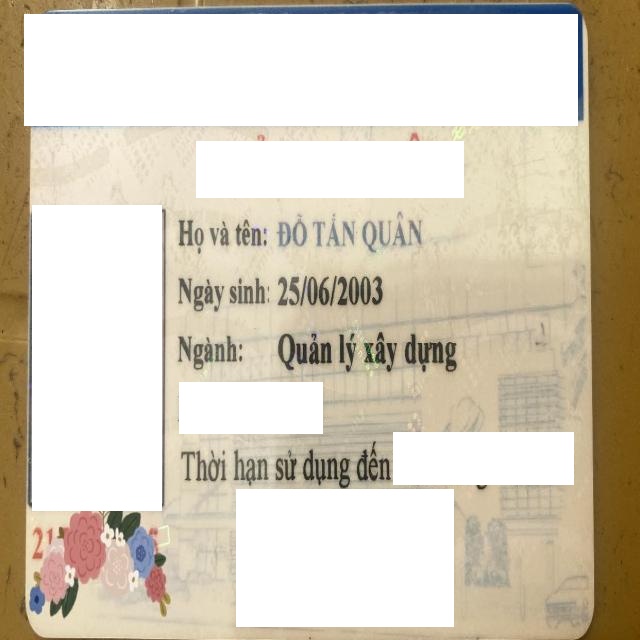 Họ và tên: ĐỖ TẤN QUÂN
Ngày sinh: 25/06/2003
Ngành: Quản lý xây dựng
Thời hạn sử dụng đến